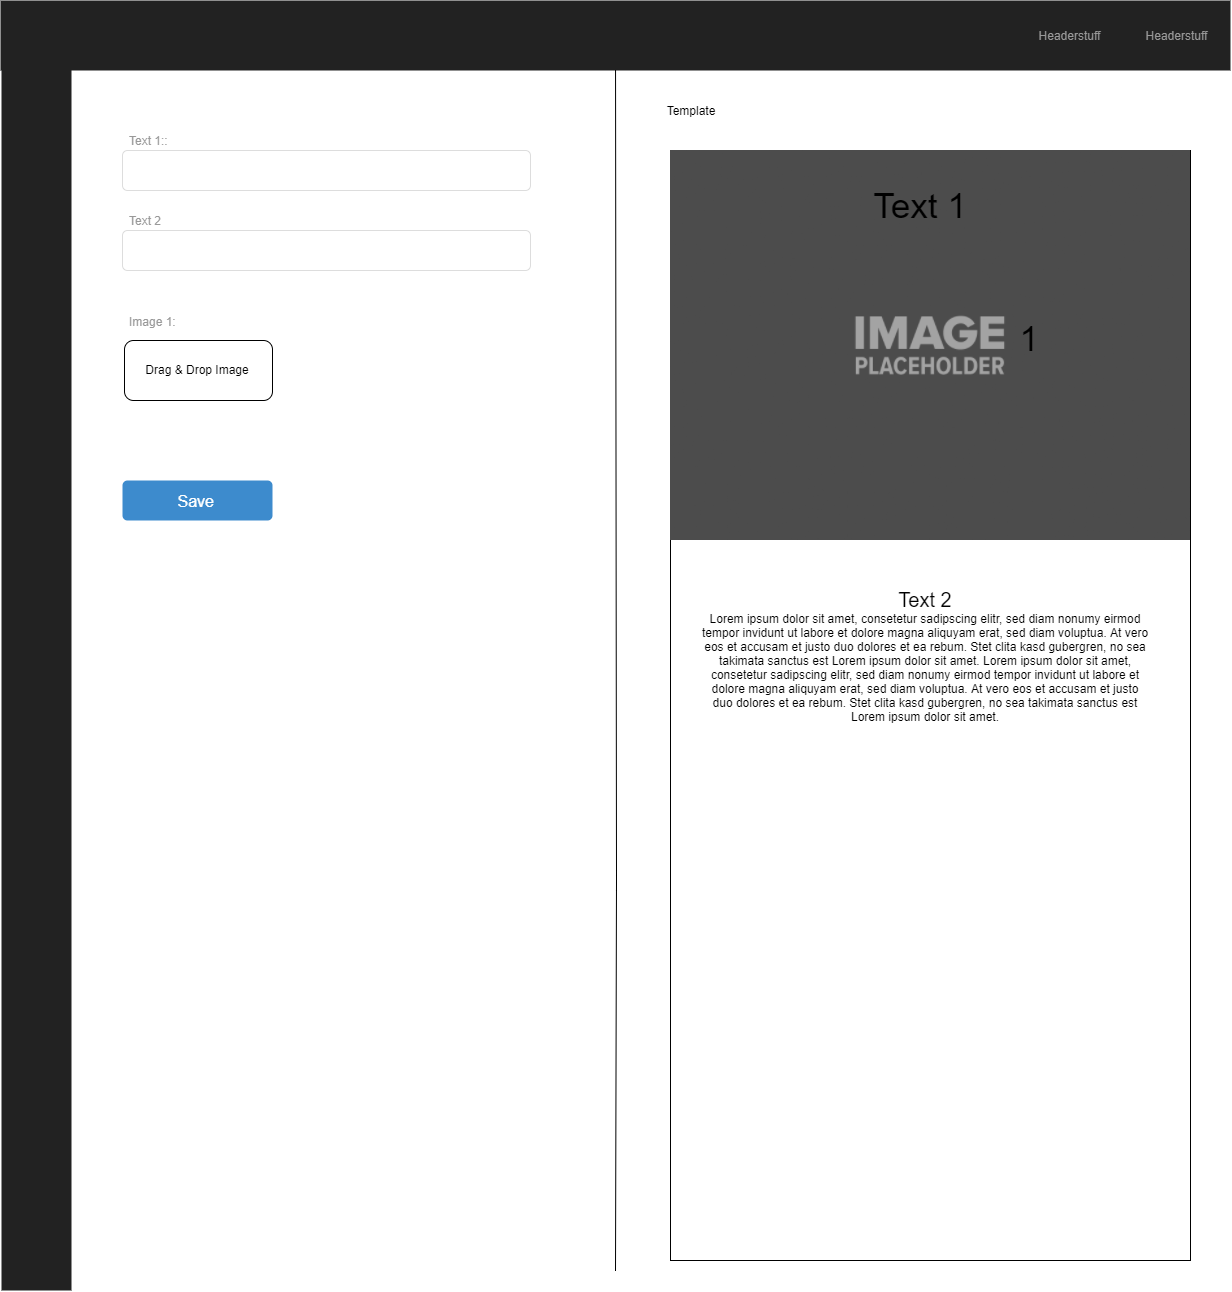 Headerstuff Headerstuff
Text 1::
Text 2
Image 1:
Drag & Drop Image
Save
Template
Text 1
IMAGE
PLACEHOLDER
1
Text 2
Lorem ipsum dolor sit amet, consetetur sadipscing elitr, sed diam nonumy eirmod
tempor invidunt ut labore et dolore magna aliquyam erat, sed diam voluptua. At vero
eos et accusam et justo duo dolores et ea rebum. Stet clita kasd gubergren, no sea
takimata sanctus est Lorem ipsum dolor sit amet. Lorem ipsum dolor sit amet,
consetetur sadipscing elitr, sed diam nonumy eirmod tempor invidunt ut labore et
dolore magna aliquyam erat, sed diam voluptua. At vero eos et accusam et justo
duo dolores et ea rebum. Stet clita kasd gubergren, no sea takimata sanctus est
Lorem ipsum dolor sit amet.